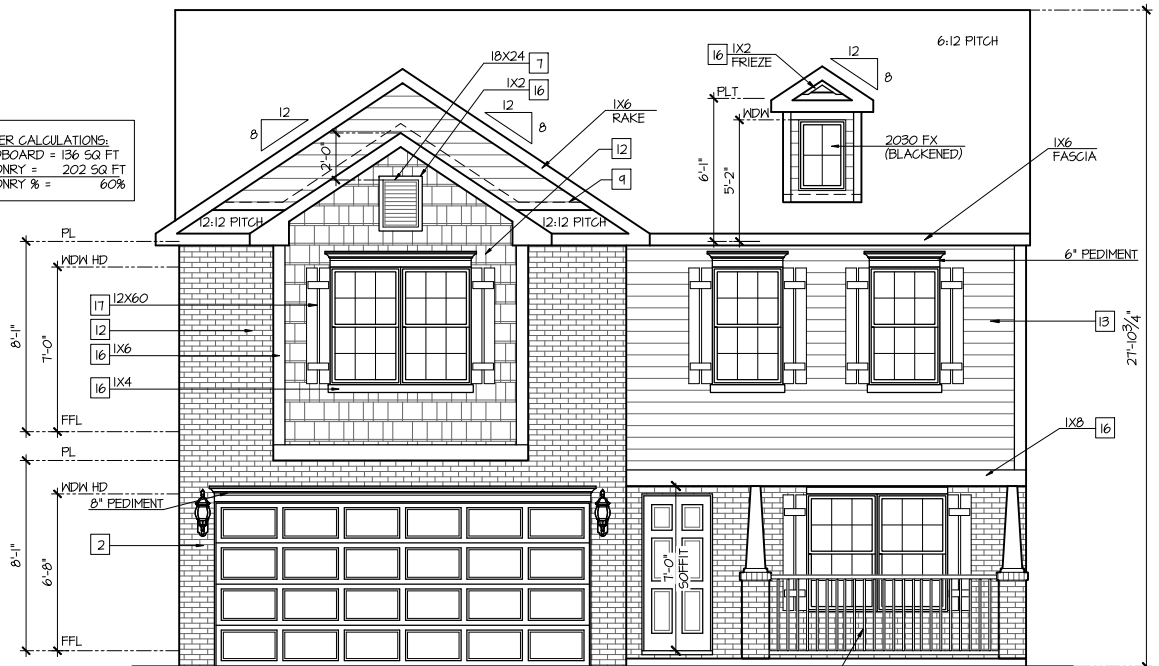 6:12 PITCH
18X24 7
1X2 16
16 1X2
FRIEZE
12
8
PLT
WDW
12
8
12
8
1X6
RAKE
12
9
2'-0"
6'-1"
5'-2"
2030 FX
(BLACKENED)
1X6
FASCIA
CALCULATIONS:
= 136 SQ FT
= 202 SQ FT
% = 60%
12:12 PITCH
12:12 PITCH
PL
WDW HD
6" PEDIMENT
17 12X60
12
16 1X6
16 1X4
13
8'-1"
7'-0"
27'-10 3/4"
FFL
PL
1X8 16
WDW HD
8" PEDIMENT
2
8'-1"
6'-8"
7'-0"
SOFFIT
FFL